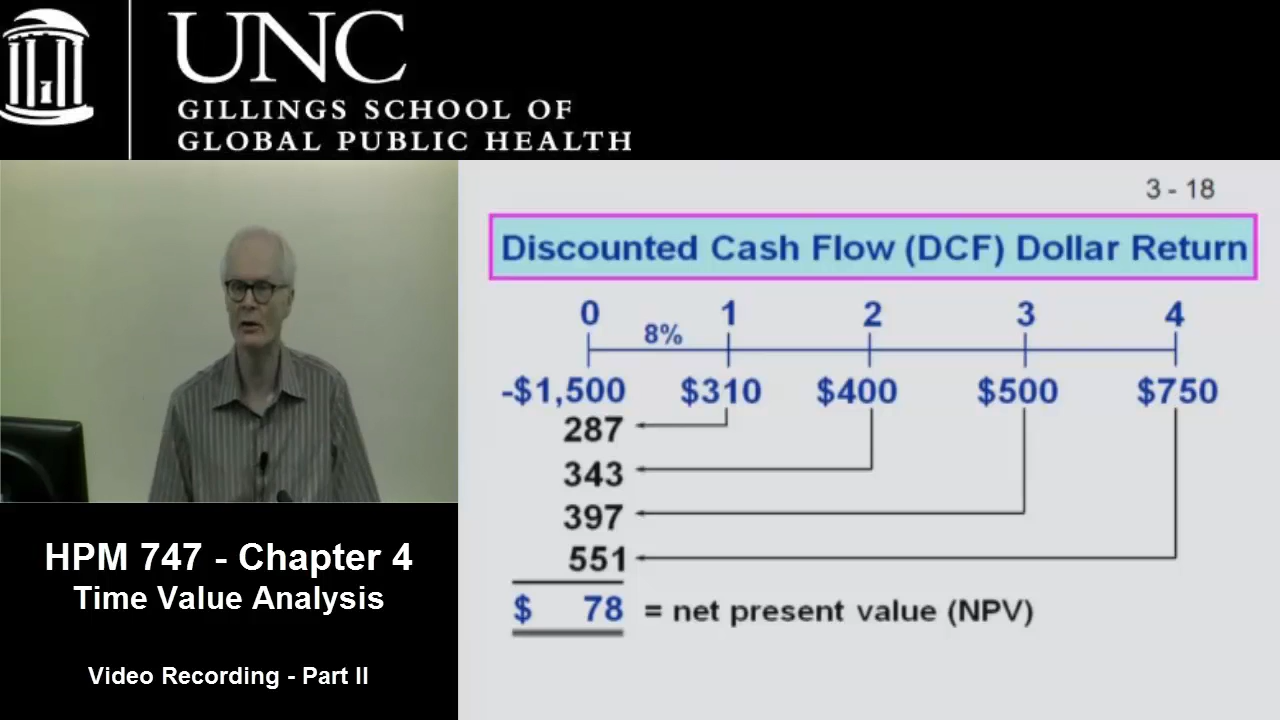 UNC
GILLINGS SCHOOL OF
GLOBAL PUBLIC HEALTH
3 - 18
Discounted Cash Flow (DCF) Dollar Return
0 1 2 3 4
8%
-$1,500 $310 $400 $500 $750
287
343
397
551
$ 78 = net present value (NPV)
HPM 747 - Chapter 4
Time Value Analysis
Video Recording - Part II